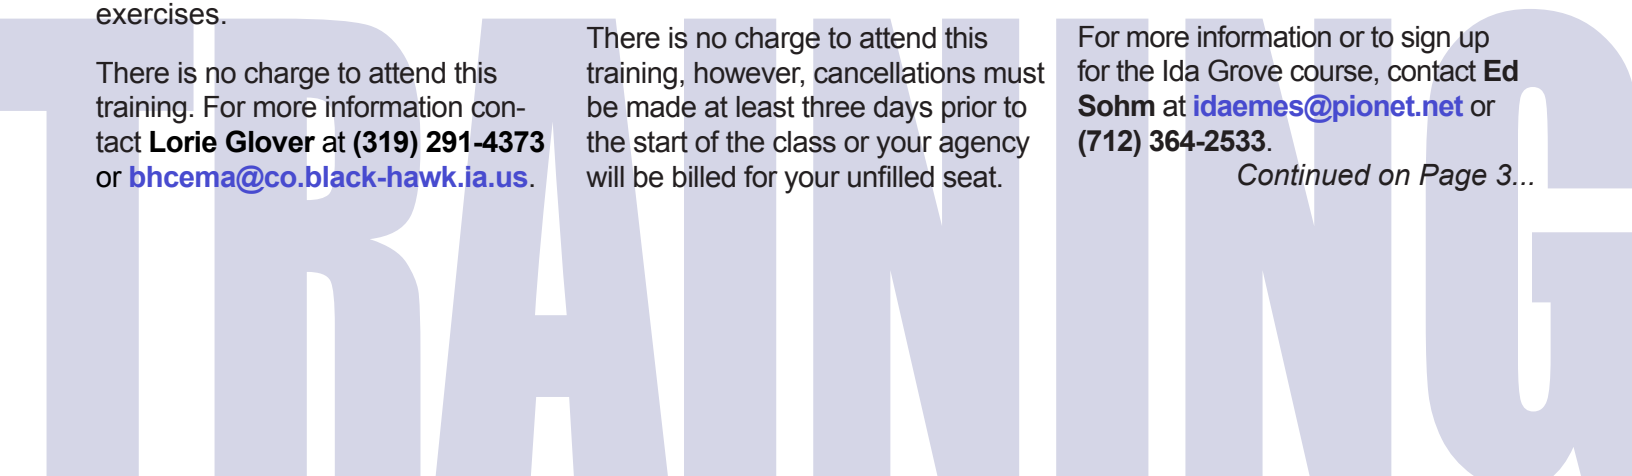 exercises.
There is no charge to attend this
training. For more information con-
tact Lorie Glover at (319) 291-4373
or bhcema@co.black-hawk.ia.us.
There is no charge to attend this
training, however, cancellations must
be made at least three days prior to
the start of the class or your agency
will be billed for your unfilled seat.
For more information or to sign up
for the Ida Grove course, contact Ed
Sohm at idaemes@pionet.net or
(712) 364-2533.
Continued on Page 3...
TRAINING